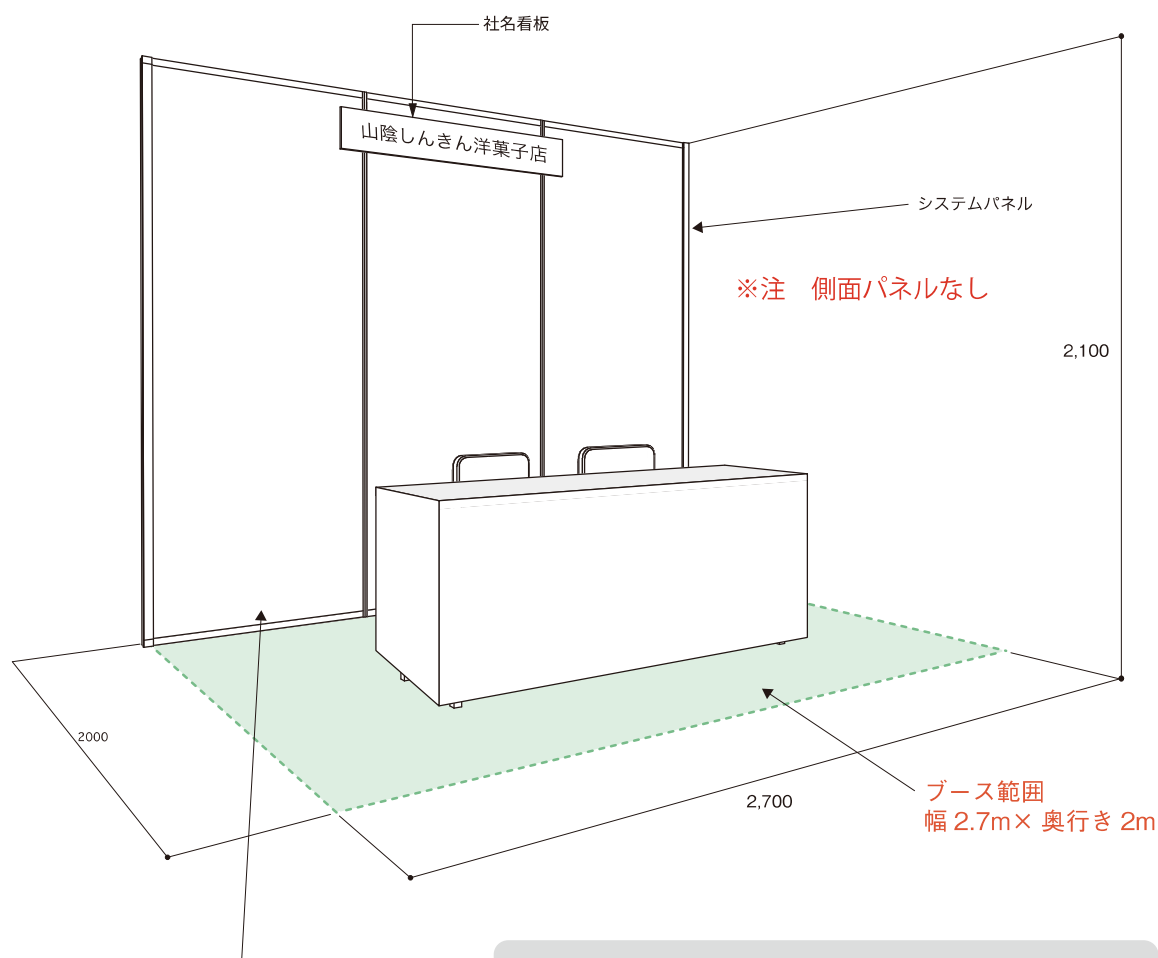 社名看板
山陰しんきん洋菓子店
システムパネル
※注　側面パネルなし
2,100
2000
2,700
ブース範囲
幅 2.7m× 奥行き 2m